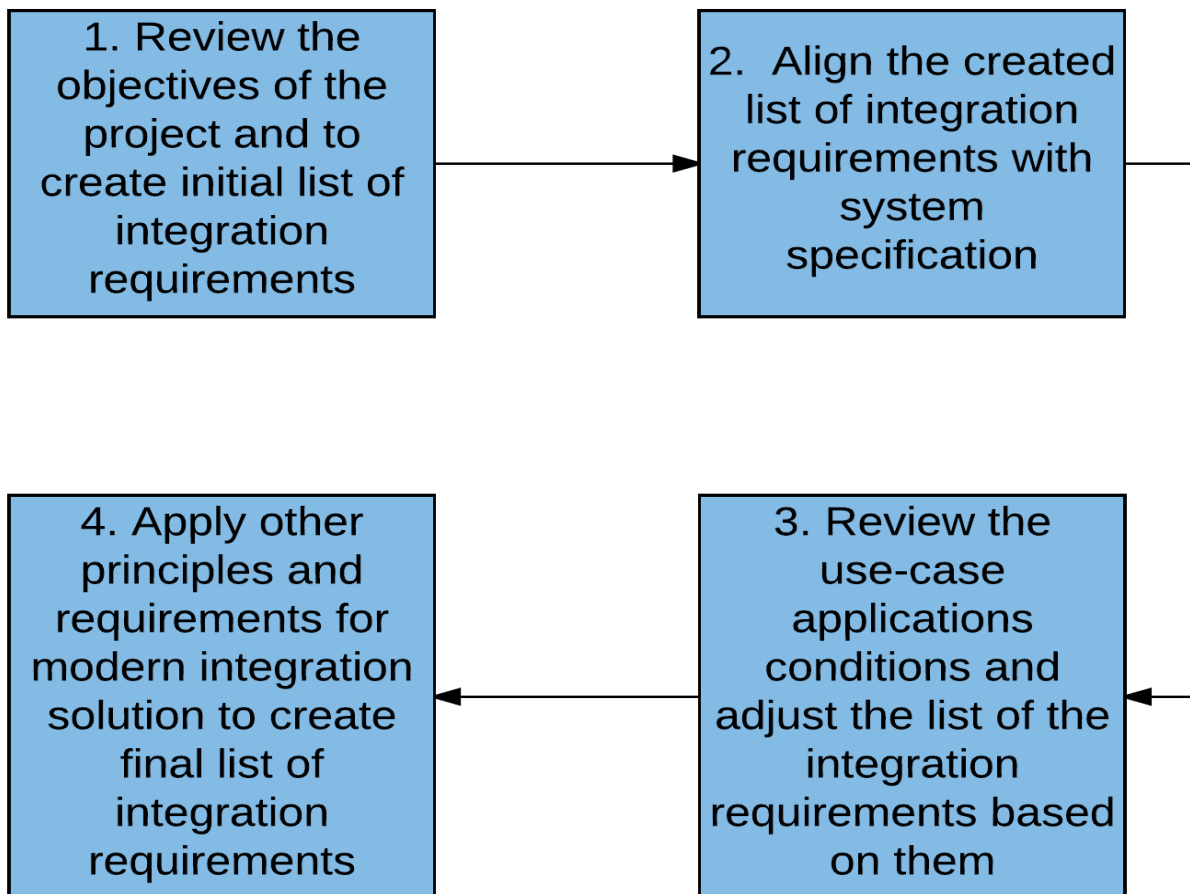 1. Review the
objectives of the
project and to
create initial list of
integration
requirements
2.  Align the created
list of integration
requirements with
system
specification
3. Review the
use-case
applications
conditions and
adjust the list of the
integration
requirements based
on them
4. Apply other
principles and
requirements for
modern integration
solution to create
final list of
integration
requirements